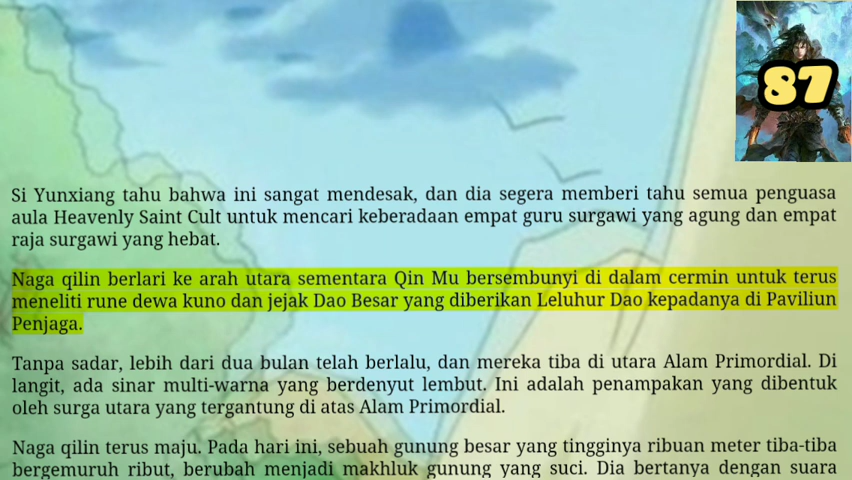 87
Si Yunxiang tahu bahwa ini sangat mendesak, dan dia segera memberi tahu semua penguasa
aula Heavenly Saint Cult untuk mencari keberadaan empat guru surgawi yang agung dan empat
raja surgawi yang hebat.
Naga qilin berlari ke arah utara sementara Qin Mu bersembunyi di dalam cermin untuk terus
meneliti rune dewa kuno dan jejak Dao Besar yang diberikan Leluhur Dao kepadanya di Paviliun
Penjaga.
Tanpa sadar, lebih dari dua bulan telah berlalu, dan mereka tiba di utara Alam Primordial. Di
langit, ada sinar multi-warna yang berdenyut lembut. Ini adalah penampakan yang dibentuk
oleh surga utara yang tergantung di atas Alam Primordial.
Naga qilin terus maju. Pada hari ini, sebuah gunung besar yang tingginya ribuan meter tiba-tiba
bergemuruh ribut, berubah menjadi makhluk gunung yang suci. Dia bertanya dengan suara